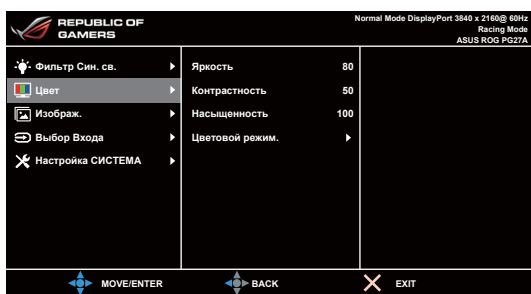 REPUBLIC OF
GAMERS
Normal Mode DisplayPort 3840 x 2160@ 60Hz
Racing Mode
ASUS ROG PG27A
Фильтр Син. св.
Цвет
Изображ.
Выбор Входа
Настройка СИСТЕМА
Яркость 80
Контрастность 50
Насыщенность 100
Цветовой режим.
MOVE/ENTER BACK EXIT